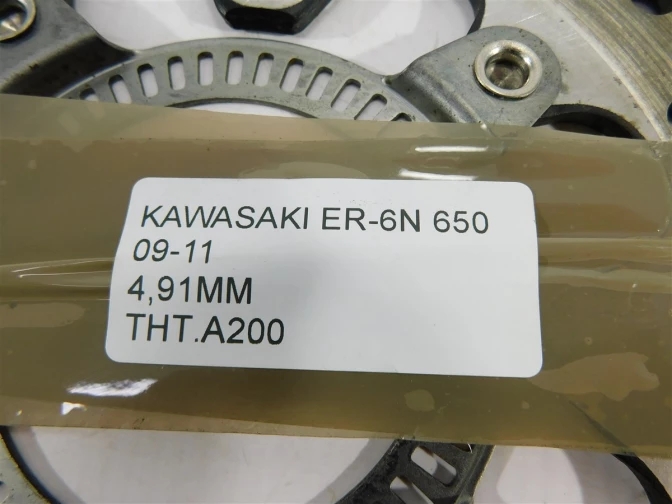 KAWASAKI ER-6N 650
09-11
4,91MM
THT.A200